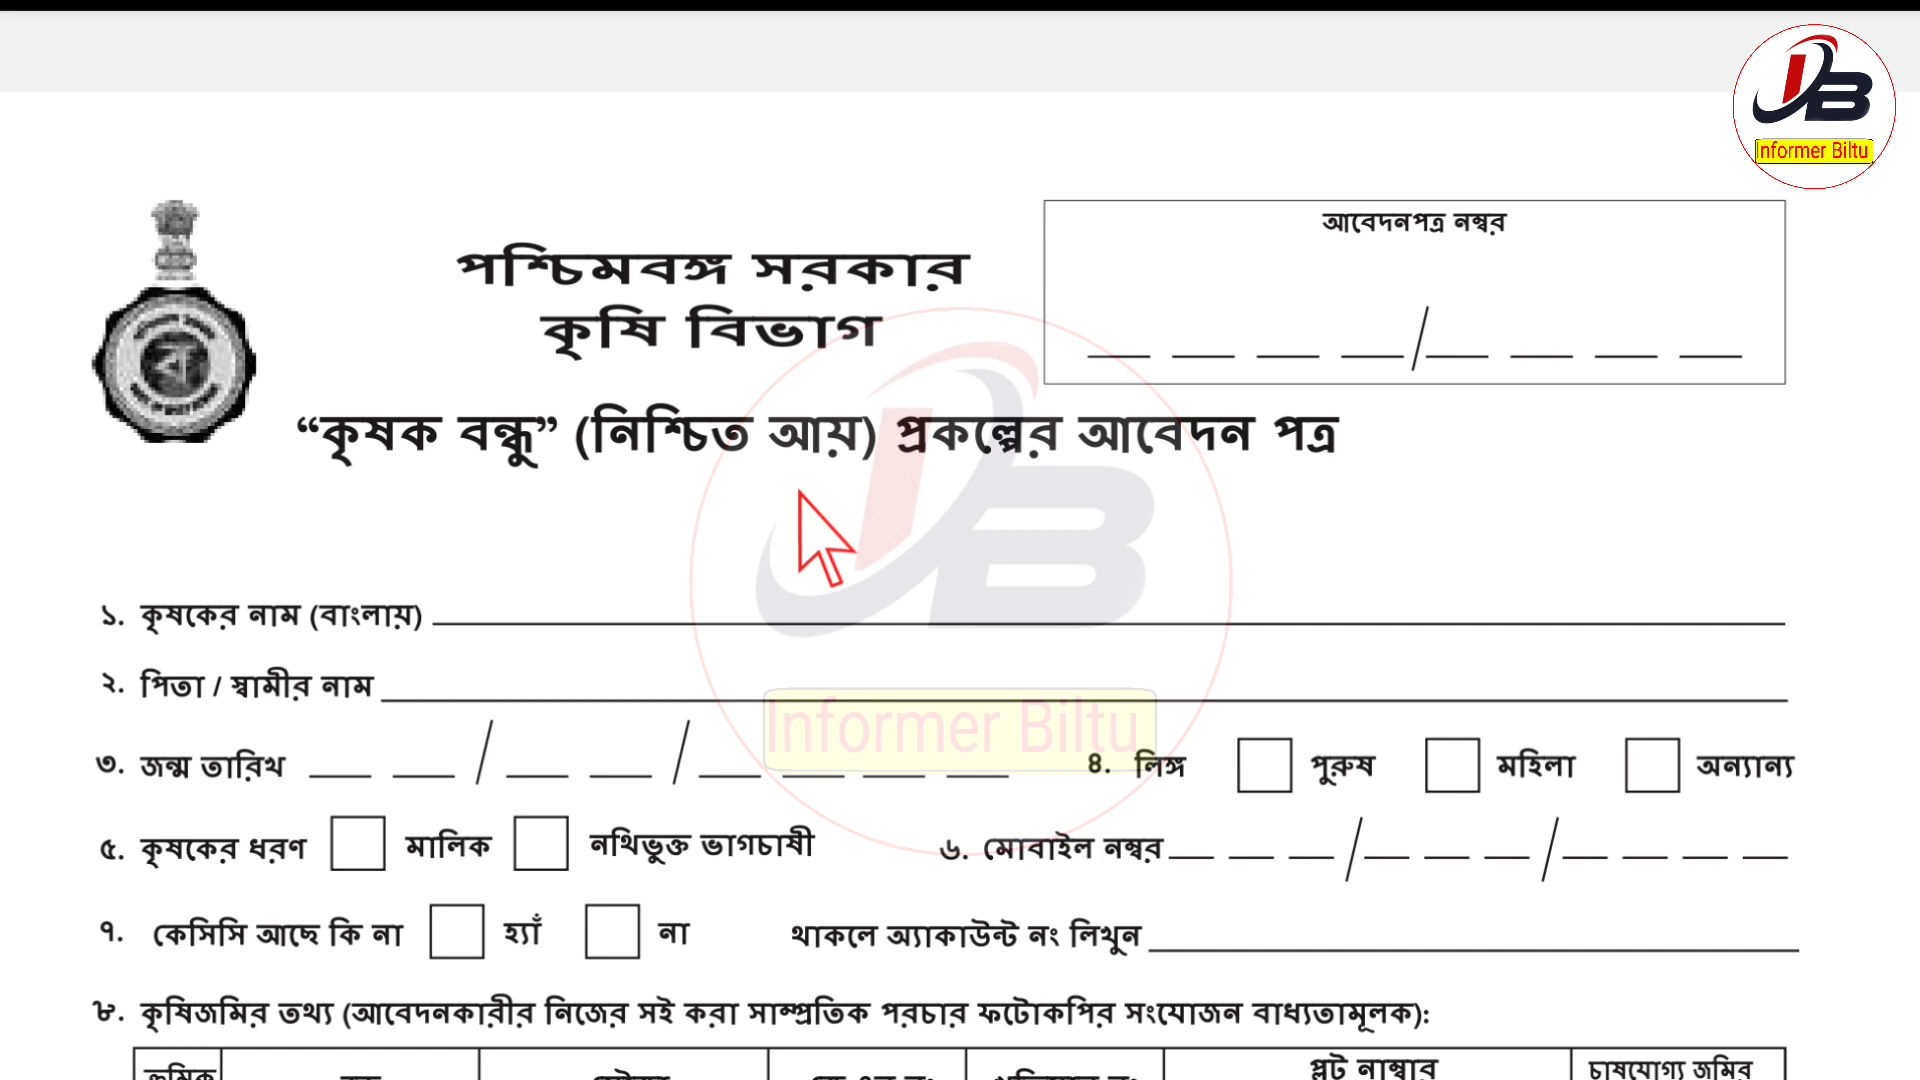 Informer Biltu
আবেদনপত্র নম্বর
পশ্চিমবঙ্গ সরকার
কৃষি বিভাগ
“কৃষক বন্ধু” (নিশ্চিত আয়) প্রকল্পের আবেদন পত্র
১. কৃষকের নাম (বাংলায়)
২. পিতা / স্বামীর নাম
Informer Biltu
৩. জন্ম তারিখ / / ৪. লিঙ্গ পুরুষ মহিলা অন্যান্য
৫. কৃষকের ধরণ মালিক নথিভুক্ত ভাগচাষী ৬. মোবাইল নম্বর / /
৭. কেসিসি আছে কি না হ্যাঁ না থাকলে অ্যাকাউন্ট নং লিখুন
৮. কৃষিজমির তথ্য (আবেদনকারীর নিজের সই করা সাম্প্রতিক পরচার ফটোকপির সংযোজন বাধ্যতামূলক):
প্লট নাম্বার চাষযোগ্য জমির